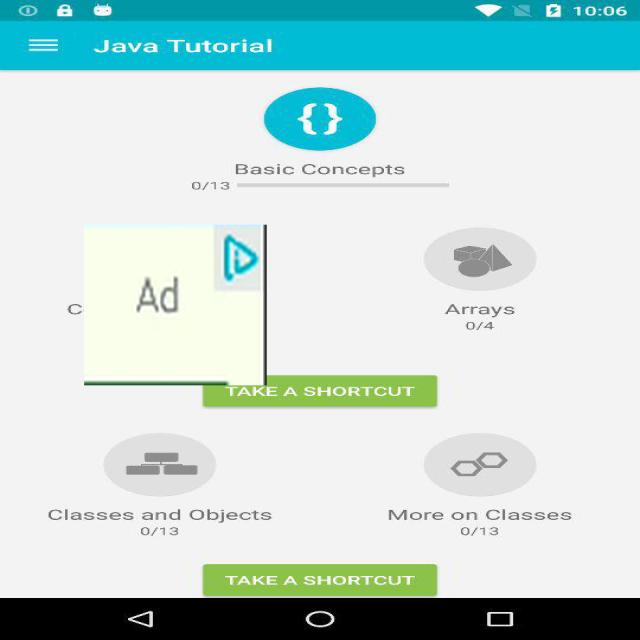 10:06
Java Tutorial
{}
Basic Concepts
0/13
Ad
Arrays
0/4
TAKE A SHORTCUT
Classes and Objects
0/13
More on Classes
0/13
TAKE A SHORTCUT